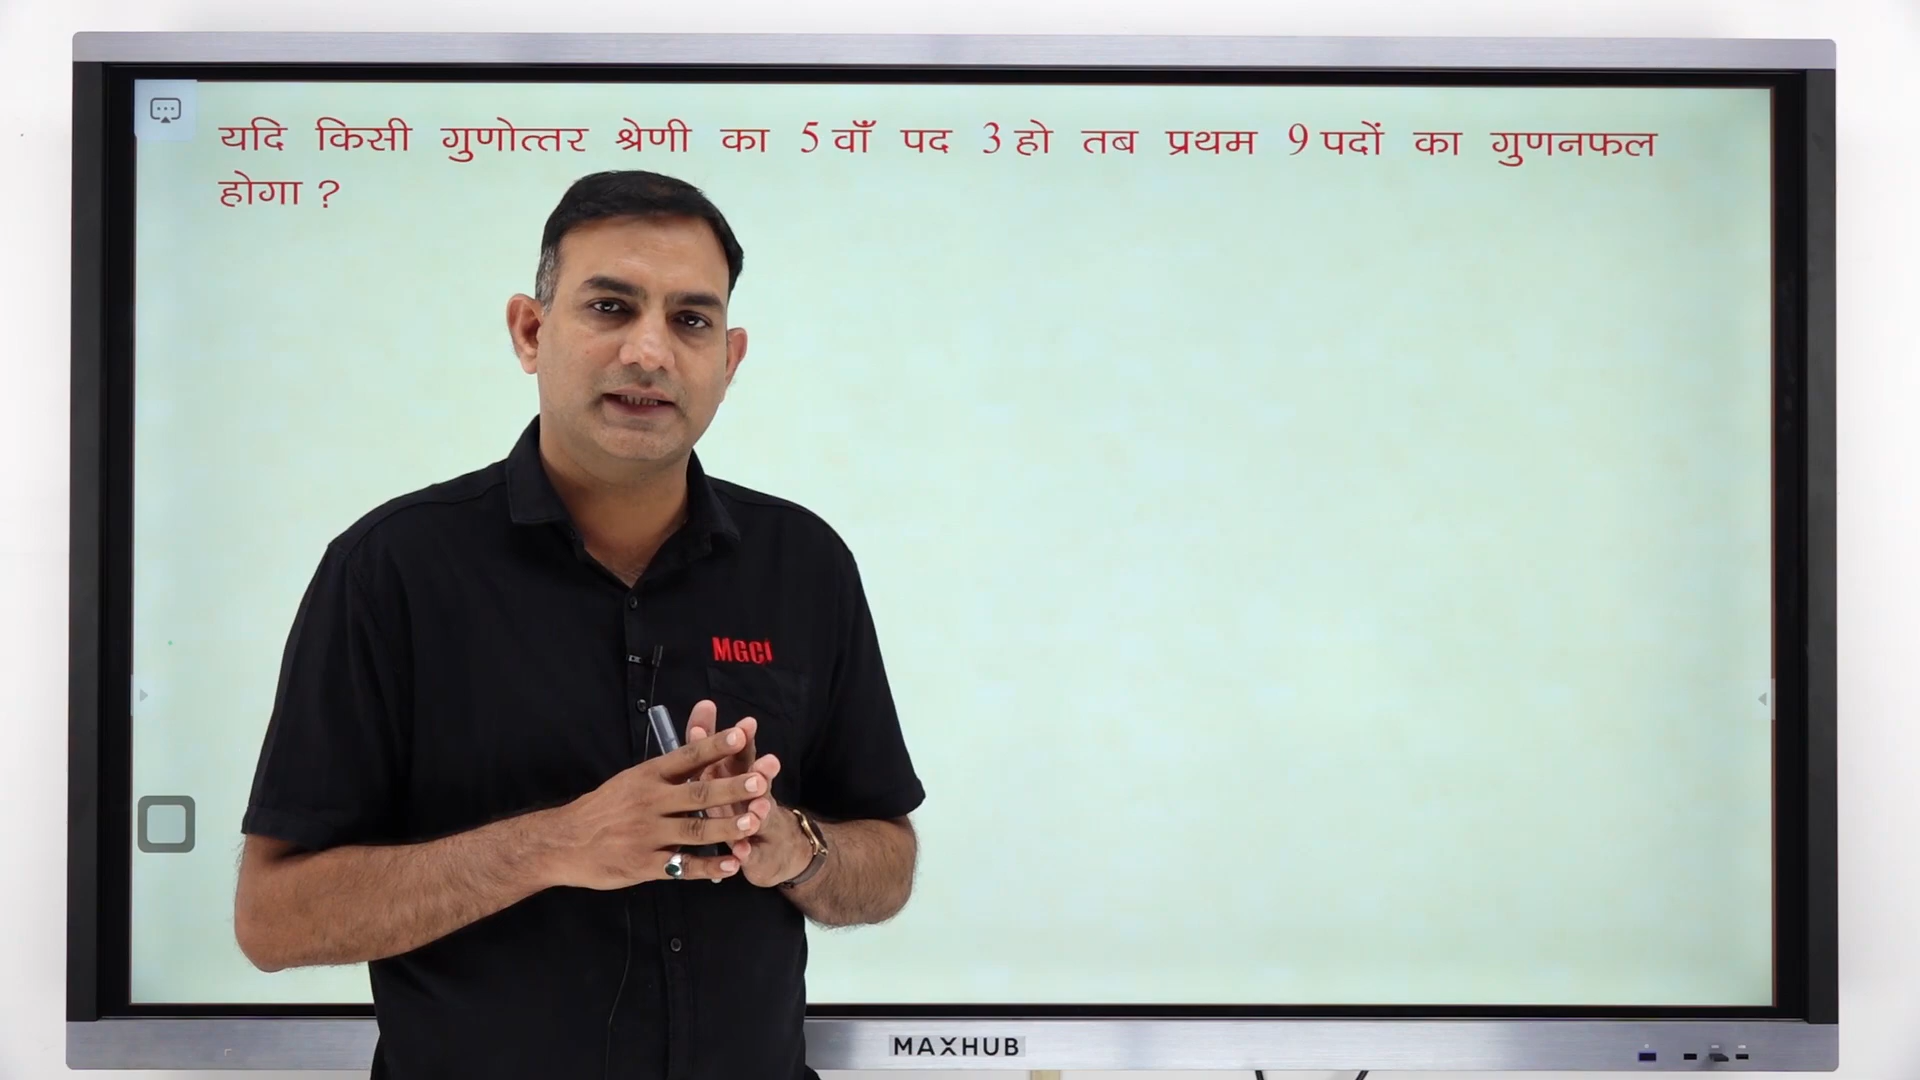 यदि किसी गुणोत्तर श्रेणी का 5 वाँ पद 3 हो तब प्रथम 9 पदों का गुणनफल
होगा ?
MGCI
MAXHUB